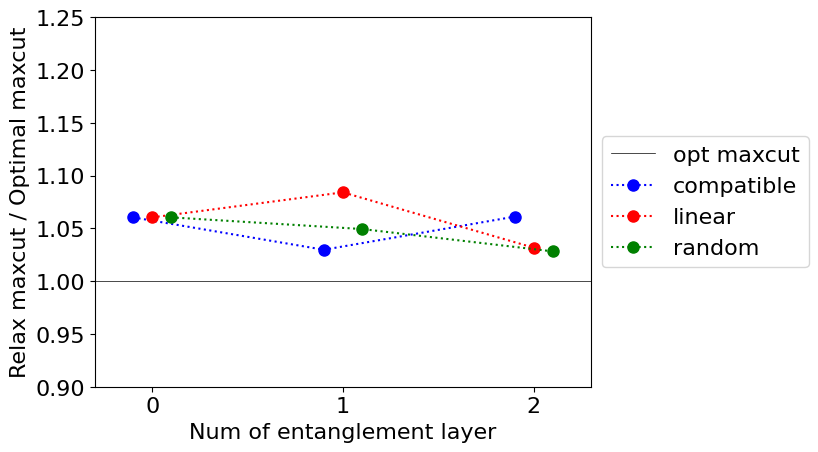 Relax maxcut / Optimal maxcut
1.25
1.20
1.15
1.10
1.05
1.00
0.95
0.90
0 1 2
Num of entanglement layer
opt maxcut
compatible
linear
random